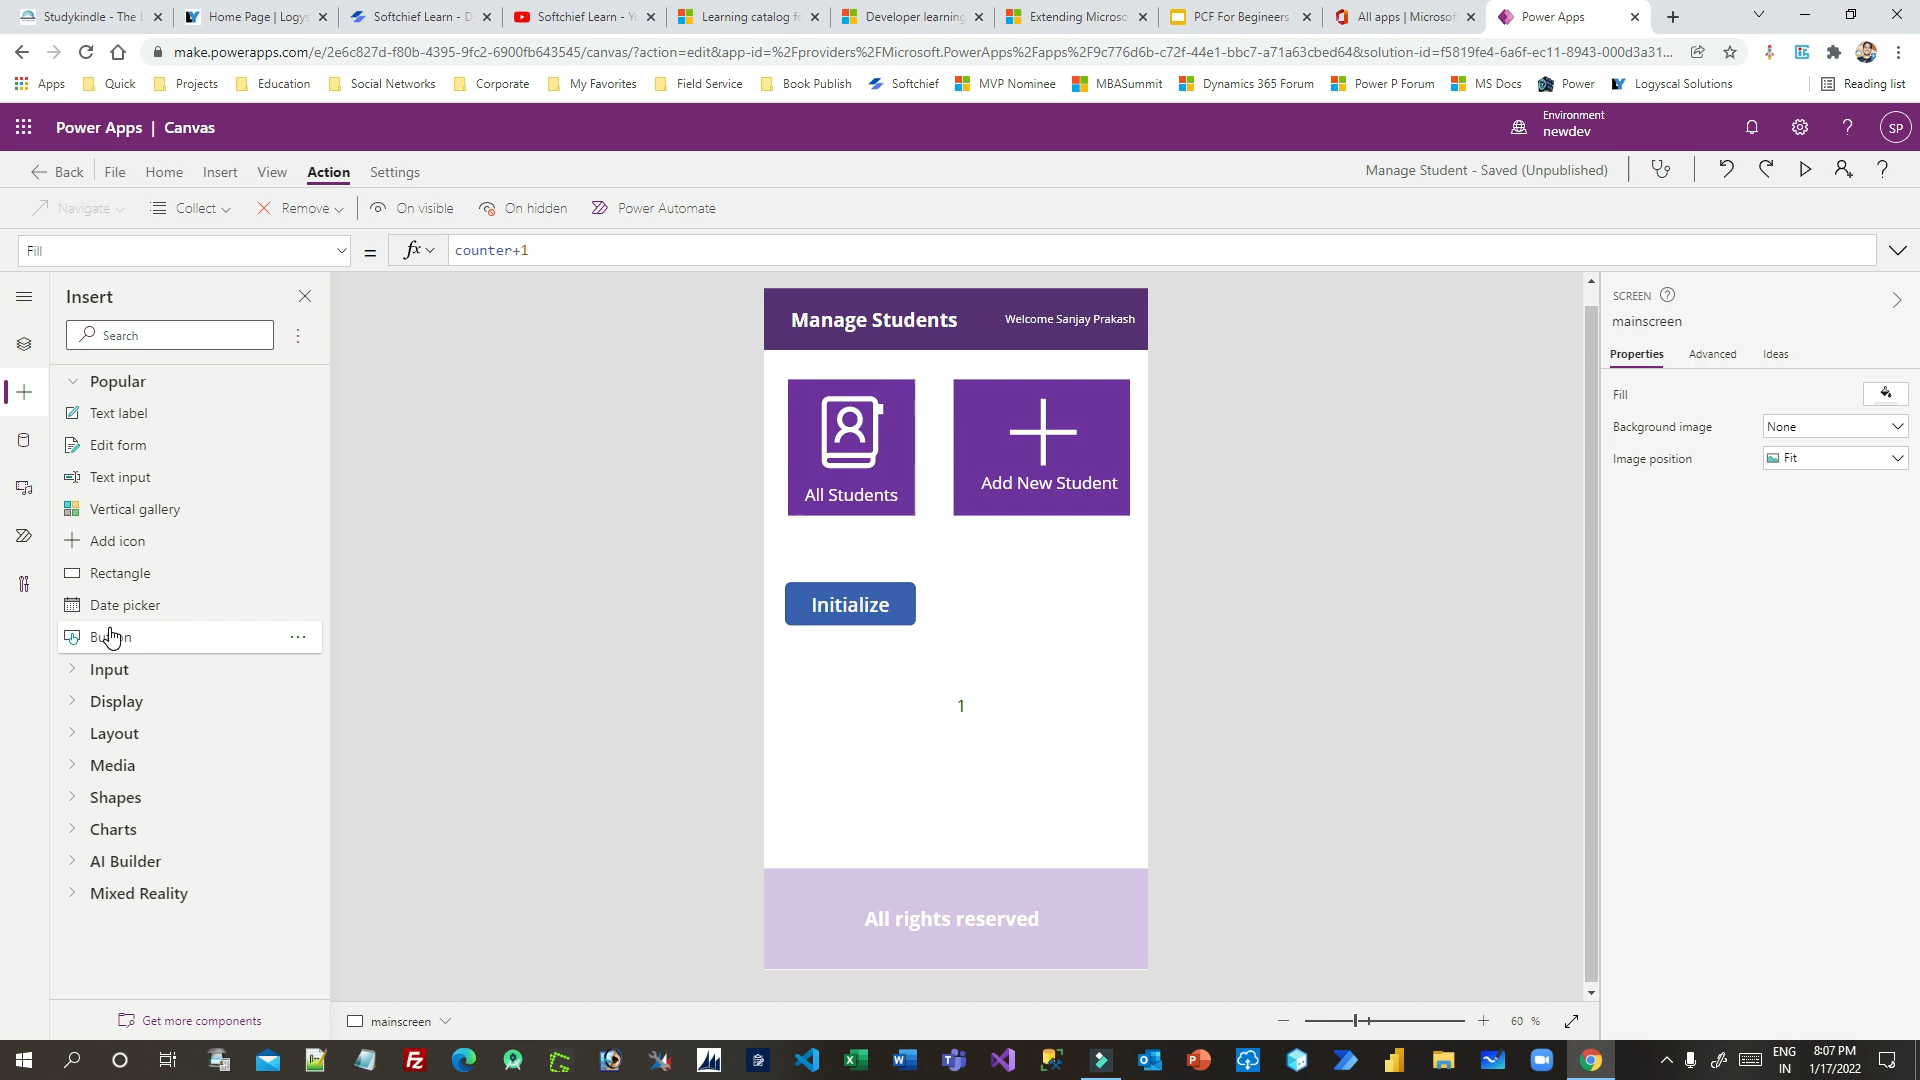 Studykindle - The L
Home Page | Logys
Softchief Learn - D
Softchief Learn - Yo
Learning catalog fo
Developer learning
Extending Microso
PCF For Begineers
All apps | Microsof
Power Apps
make.powerapps.com/e/2e6c827d-f80b-4395-9fc2-6900fb643545/canvas/?action=edit&app-id=%2Fproviders%2FMicrosoft.PowerApps%2Fapps%2F9c776d6b-c72f-44e1-bbc7-a71a63cbed64&solution-id=f5819fe4-6a6f-ec11-8943-000d3a31...
Apps Quick Projects Education Social Networks Corporate My Favorites Field Service Book Publish Softchief MVP Nominee MBASummit Dynamics 365 Forum Power P Forum MS Docs Power Logyscal Solutions Reading list
Power Apps | Canvas
Environment
newdev
SP
Back File Home Insert View Action Settings
Manage Student - Saved (Unpublished)
Navigate Collect Remove On visible On hidden Power Automate
Fill
= fx counter+1
Insert
Search
Popular
Text label
Edit form
Text input
Vertical gallery
Add icon
Rectangle
Date picker
Button
Input
Display
Layout
Media
Shapes
Charts
AI Builder
Mixed Reality
Get more components
Manage Students
Welcome Sanjay Prakash
All Students
Add New Student
Initialize
1
All rights reserved
mainscreen
60 %
SCREEN
mainscreen
Properties Advanced Ideas
Fill
Background image None
Image position Fit
ENG
IN
8:07 PM
1/17/2022